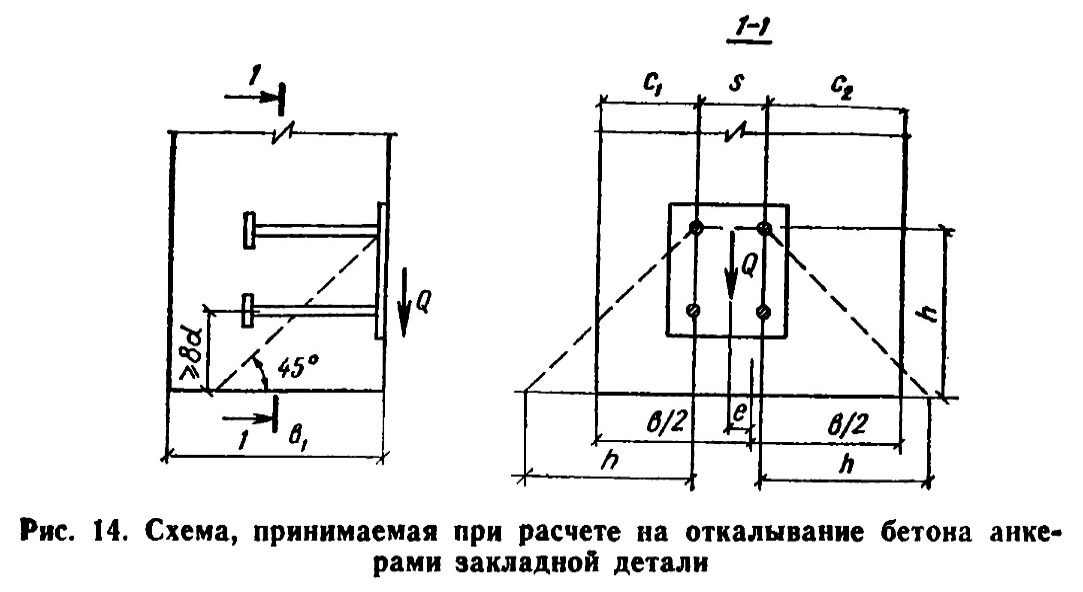 1-1
1
c₁ s c₂
Q
Q
h
≥8d
45°
1
в₁
в/2 e в/2
h h
Рис. 14. Схема, принимаемая при расчете на откалывание бетона анке-
рами закладной детали